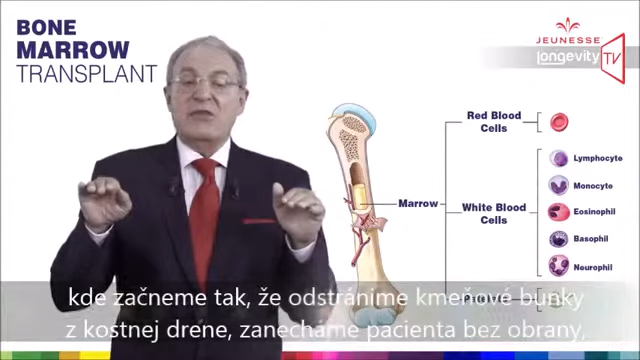 BONE
MARROW
TRANSPLANT
JEUNESSE
longevity
TV
Red Blood
Cells
Marrow
White Blood
Cells
Lymphocyte
Monocyte
Eosinophil
Basophil
Neurophil
kde začneme tak, že odstránime kmeňové bunky
z kostnej drene, zanecháme pacienta bez obrany,